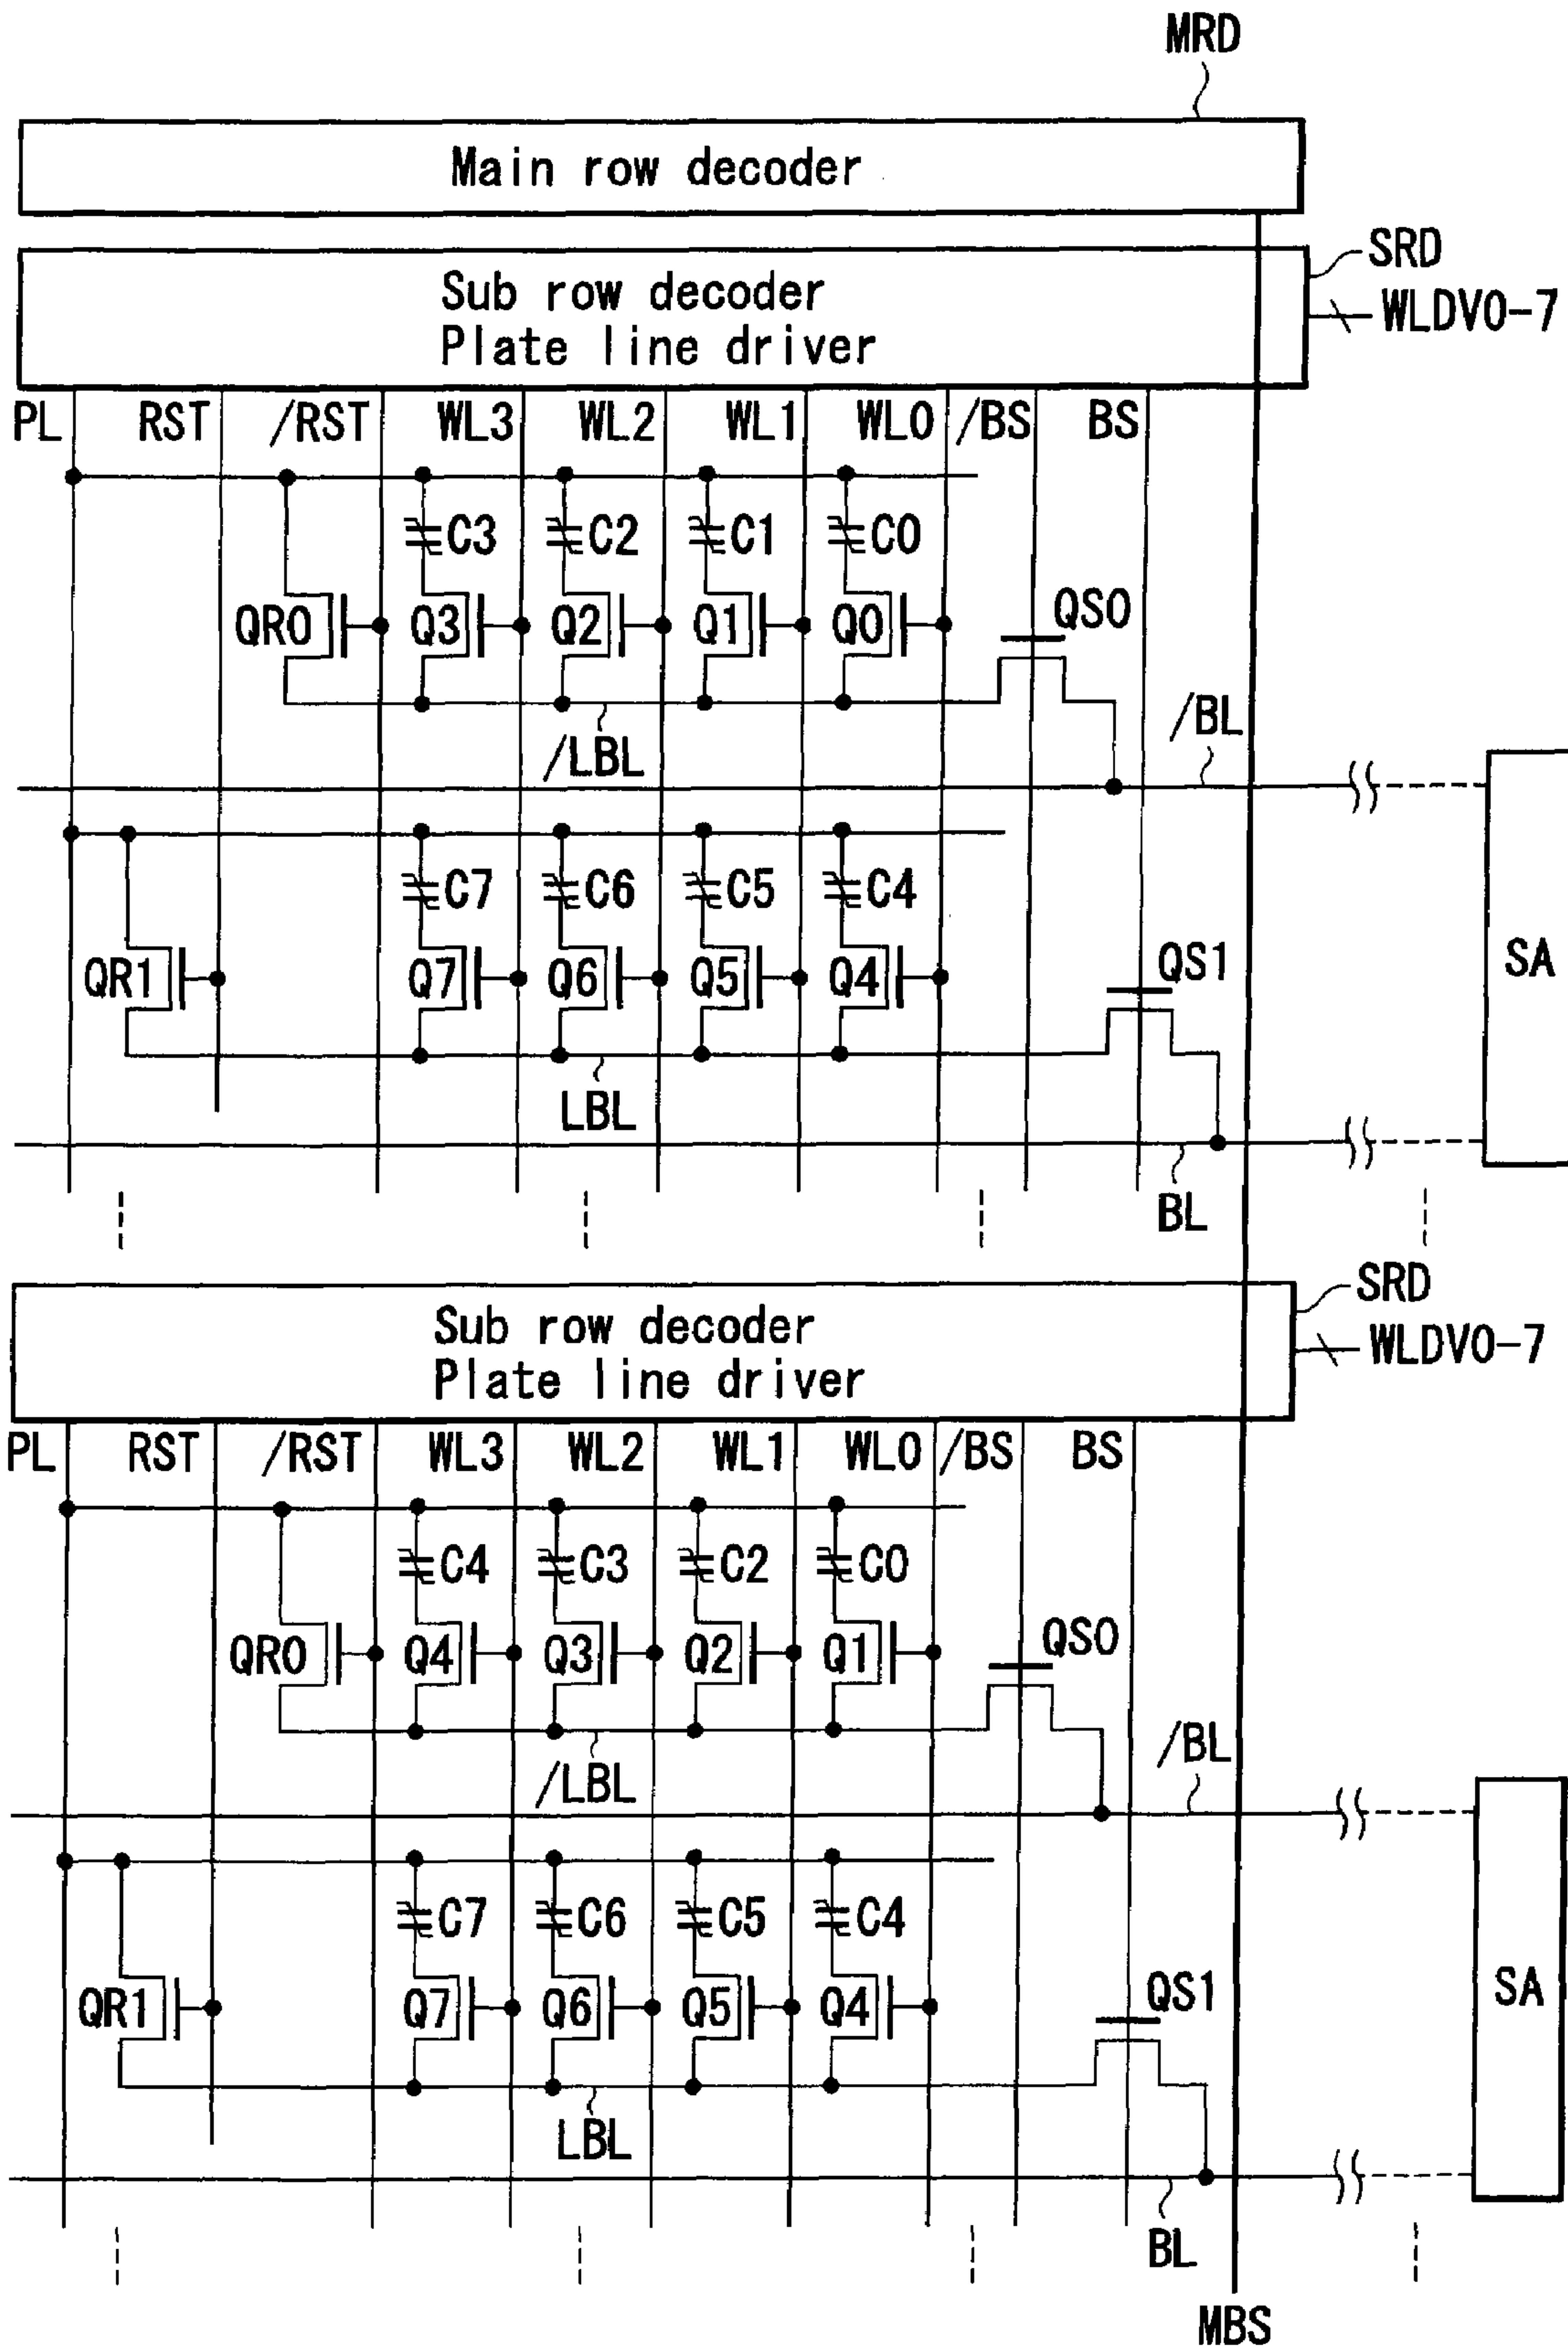 MRD
Main row decoder
SRD
Sub row decoder
WLDV0-7
Plate line driver
PL RST /RST WL3 WL2 WL1 WL0 /BS BS
C3 C2 C1 C0
QR0 Q3 Q2 Q1 Q0 QS0
/LBL /BL
C7 C6 C5 C4
QR1 Q7 Q6 Q5 Q4 QS1 SA
LBL
BL
SRD
Sub row decoder
WLDV0-7
Plate line driver
PL RST /RST WL3 WL2 WL1 WL0 /BS BS
C4 C3 C2 C0
QR0 Q4 Q3 Q2 Q1 QS0
/LBL /BL
C7 C6 C5 C4
QR1 Q7 Q6 Q5 Q4 QS1 SA
LBL
BL
MBS